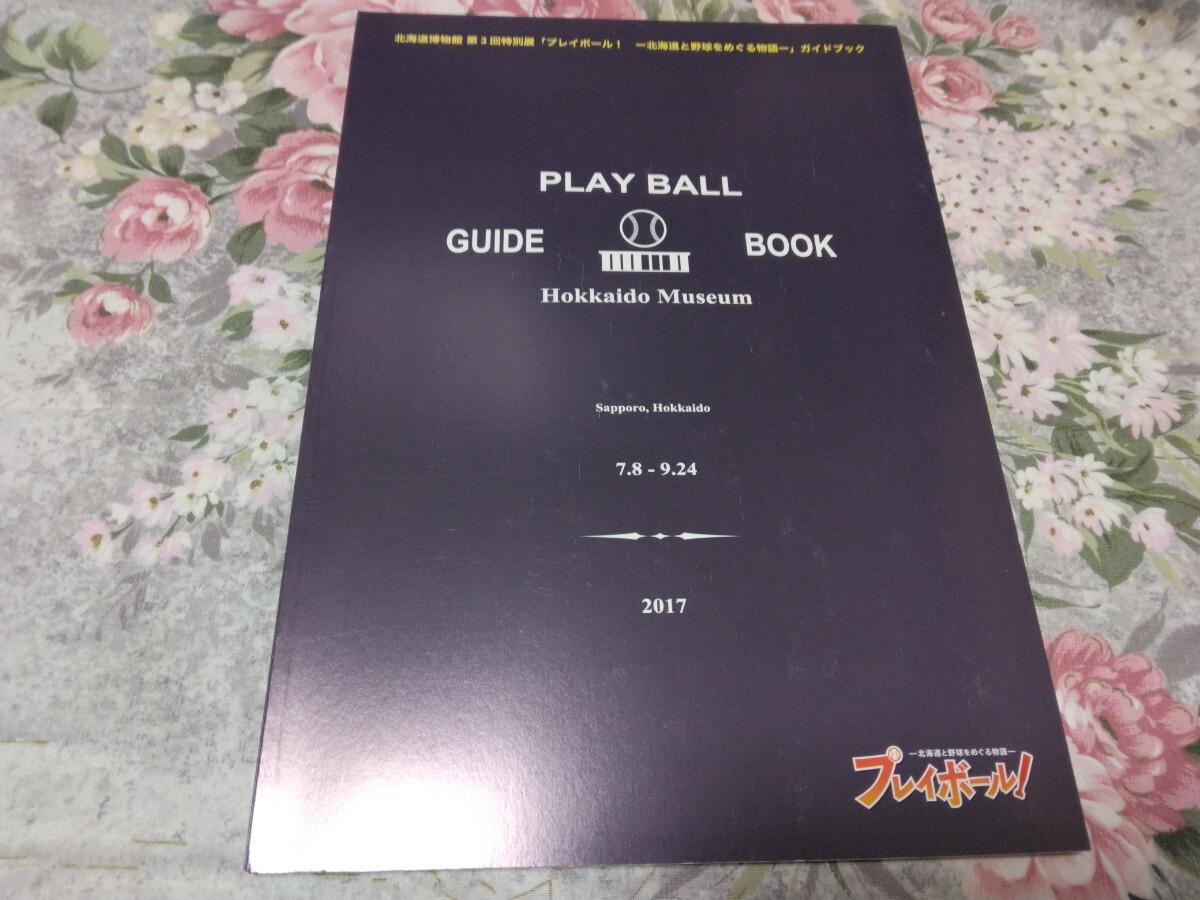 北海道博物館 第3回特別展「プレイボール！ ー北海道と野球をめぐる物語ー」ガイドブック
PLAY BALL
GUIDE BOOK
Hokkaido Museum
Sapporo, Hokkaido
7.8 - 9.24
2017
ー北海道と野球をめぐる物語ー
プレイボール!